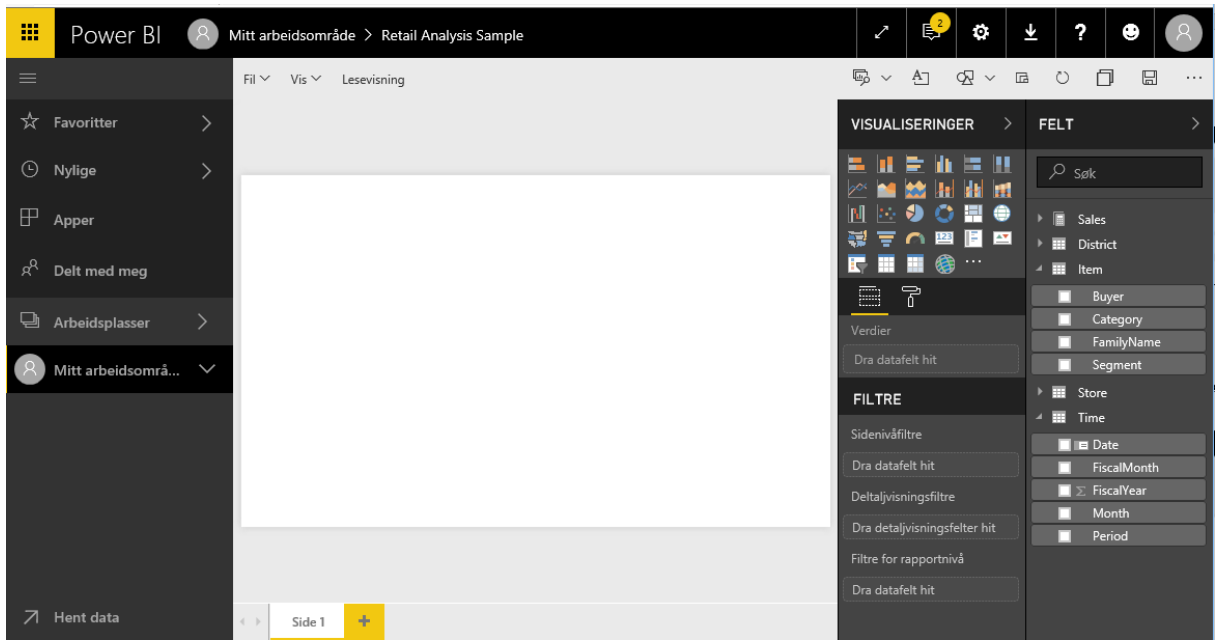 Power BI
Mitt arbeidsområde > Retail Analysis Sample
2
?
Fil
Vis
Lesevisning
Favoritter
Nylige
Apper
Delt med meg
Arbeidsplasser
Mitt arbeidsområ...
Hent data
Side 1
+
VISUALISERINGER
123
Verdier
Dra datafelt hit
FILTRE
Sidenivåfiltre
Dra datafelt hit
Deltaljvisningsfiltre
Dra detaljvisningsfelter hit
Filtre for rapportnivå
Dra datafelt hit
FELT
Søk
Sales
District
Item
Buyer
Category
FamilyName
Segment
Store
Time
Date
FiscalMonth
Σ FiscalYear
Month
Period